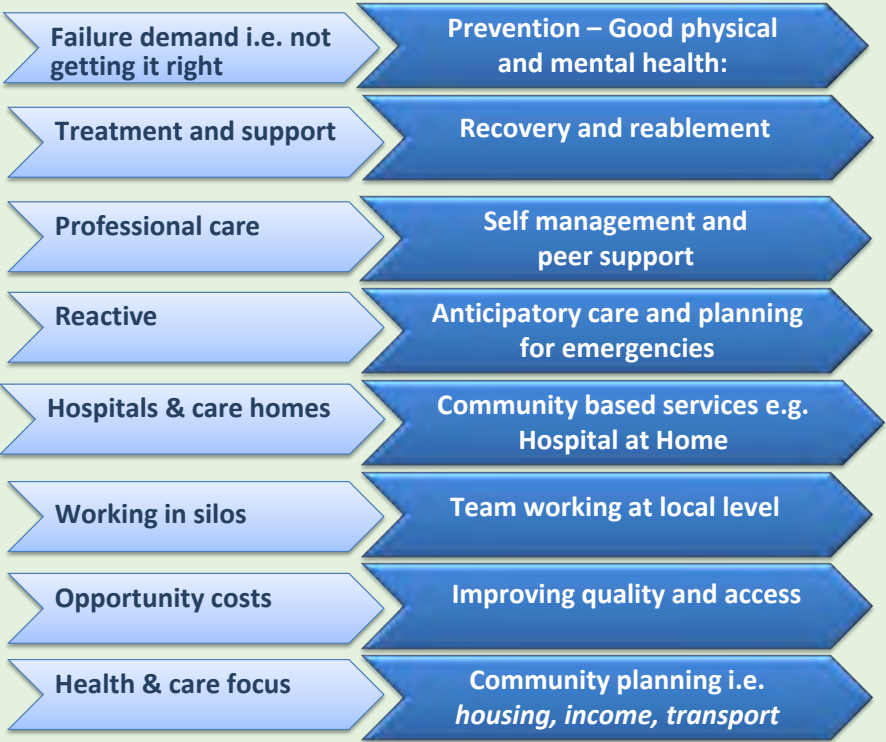 Failure demand i.e. not
getting it right
Prevention – Good physical
and mental health:
Treatment and support
Recovery and reablement
Professional care
Self management and
peer support
Reactive
Anticipatory care and planning
for emergencies
Hospitals & care homes
Community based services e.g.
Hospital at Home
Working in silos
Team working at local level
Opportunity costs
Improving quality and access
Health & care focus
Community planning i.e.
housing, income, transport